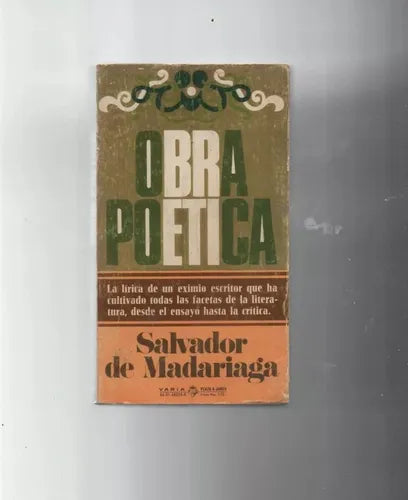 OBRA
POETICA
La lírica de un eximio escritor que ha
cultivado todas las facetas de la litera-
tura, desde el ensayo hasta la crítica.
Salvador
de Madariaga
VARIA